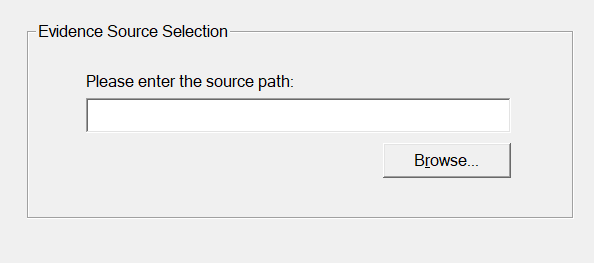 Evidence Source Selection
Please enter the source path:
Browse...